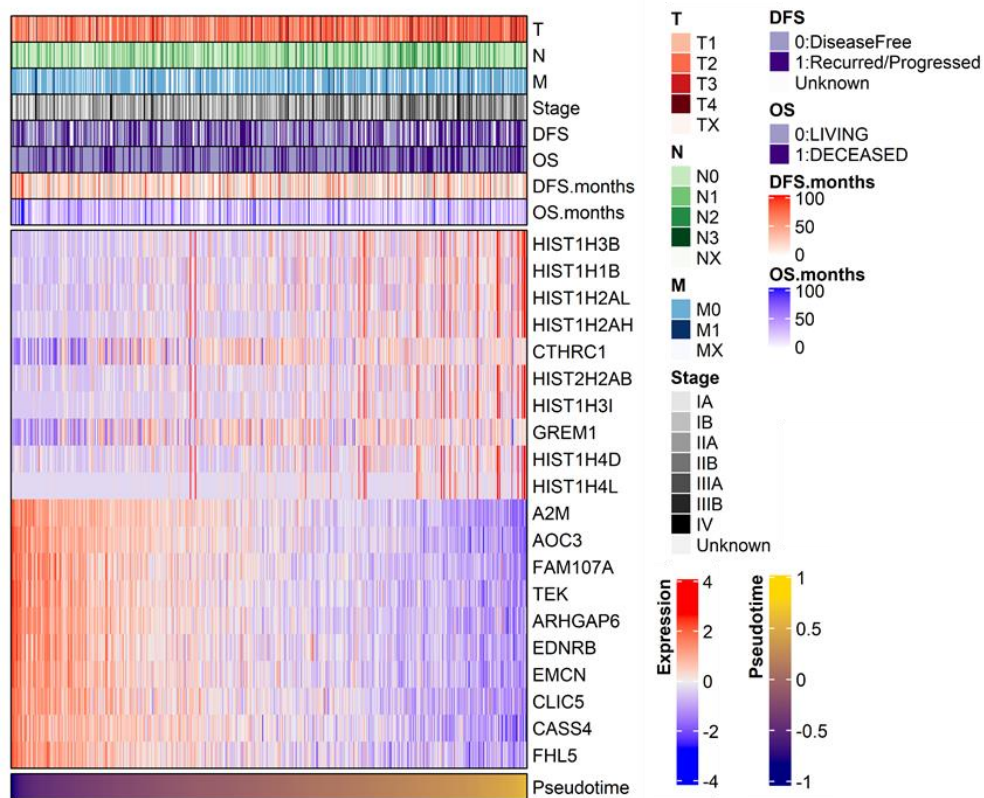 T
N
M
Stage
DFS
OS
DFS.months
OS.months
HIST1H3B
HIST1H1B
HIST1H2AL
HIST1H2AH
CTHRC1
HIST2H2AB
HIST1H3I
GREM1
HIST1H4D
HIST1H4L
A2M
AOC3
FAM107A
TEK
ARHGAP6
EDNRB
EMCN
CLIC5
CASS4
FHL5
Pseudotime
T
T1
T2
T3
T4
TX
N
N0
N1
N2
N3
NX
M
M0
M1
MX
Stage
IA
IB
IIA
IIB
IIIA
IIIB
IV
Unknown
DFS
0:DiseaseFree
1:Recurred/Progressed
Unknown
OS
0:LIVING
1:DECEASED
DFS.months
100
50
0
OS.months
100
50
0
Expression
4
2
0
-2
-4
Pseudotime
1
0.5
0
-0.5
-1